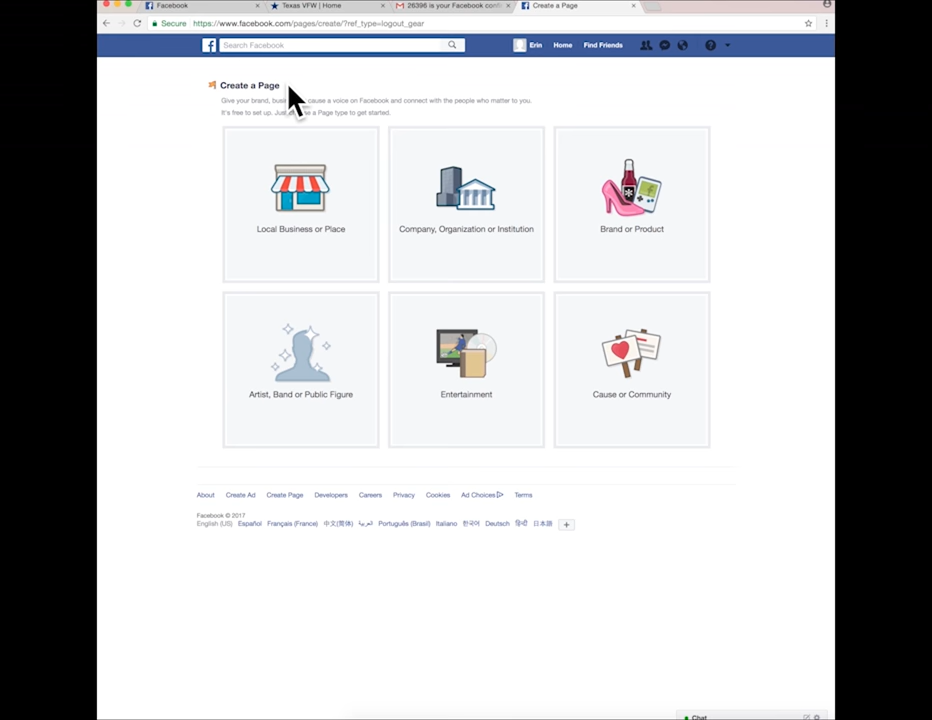 Facebook
Texas VFW | Home
26396 is your Facebook conf
Create a Page
Secure https://www.facebook.com/pages/create/?ref_type=logout_gear
Search Facebook
Erin Home Find Friends
Create a Page
Give your brand, busi cause a voice on Facebook and connect with the people who matter to you.
It's free to set up. Just a Page type to get started.
Local Business or Place
Company, Organization or Institution
Brand or Product
Artist, Band or Public Figure
Entertainment
Cause or Community
About Create Ad Create Page Developers Careers Privacy Cookies Ad Choices Terms
Facebook © 2017
English (US) Español Français (France) 中文(简体) العربية Português (Brasil) Italiano 한국어 Deutsch हिन्दी 日本語
Chat